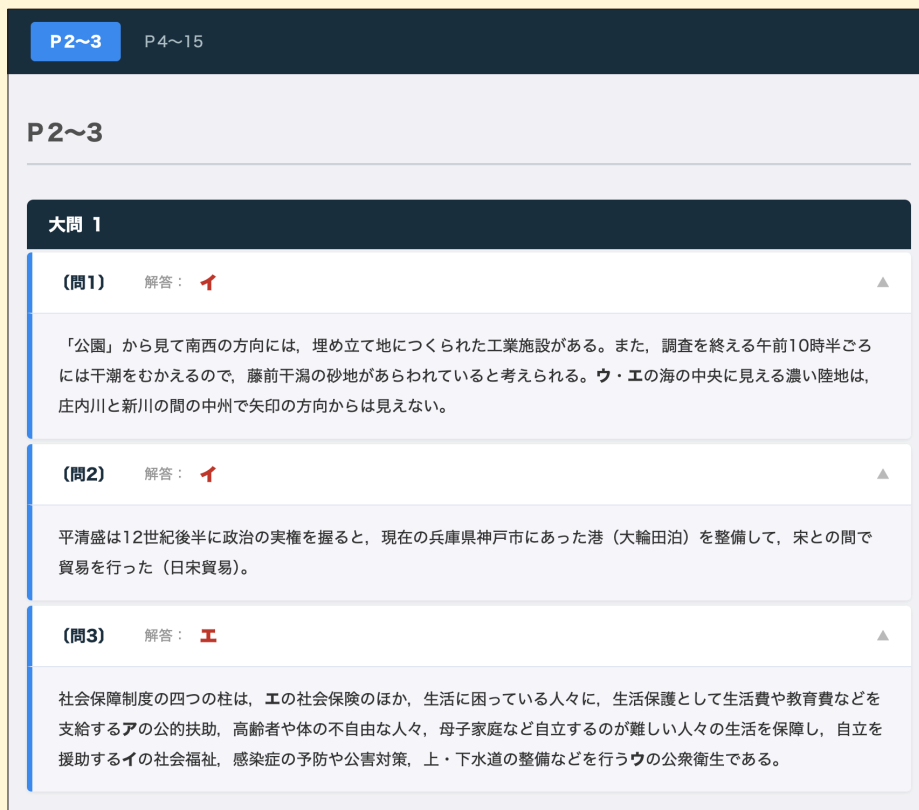 P2〜3 P4〜15
P2〜3
大問 1
〔問1〕 解答： イ ▲
「公園」から見て南西の方向には，埋め立て地につくられた工業施設がある。また，調査を終える午前10時半ごろ
には干潮をむかえるので，藤前干潟の砂地があらわれていると考えられる。ウ・エの海の中央に見える濃い陸地は，
庄内川と新川の間の中州で矢印の方向からは見えない。
〔問2〕 解答： イ ▲
平清盛は12世紀後半に政治の実権を握ると，現在の兵庫県神戸市にあった港（大輪田泊）を整備して，宋との間で
貿易を行った（日宋貿易）。
〔問3〕 解答： エ ▲
社会保障制度の四つの柱は，エの社会保険のほか，生活に困っている人々に，生活保護として生活費や教育費などを
支給するアの公的扶助，高齢者や体の不自由な人々，母子家庭など自立するのが難しい人々の生活を保障し，自立を
援助するイの社会福祉，感染症の予防や公害対策，上・下水道の整備などを行うウの公衆衛生である。